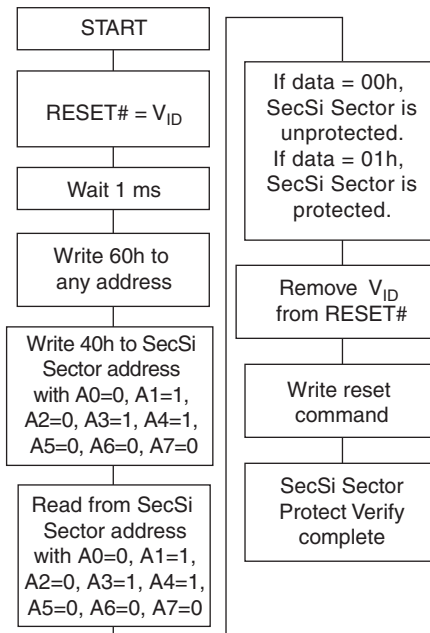 START
RESET# = VID
Wait 1 ms
Write 60h to
any address
Write 40h to SecSi
Sector address
with A0=0, A1=1,
A2=0, A3=1, A4=1,
A5=0, A6=0, A7=0
Read from SecSi
Sector address
with A0=0, A1=1,
A2=0, A3=1, A4=1,
A5=0, A6=0, A7=0
If data = 00h,
SecSi Sector is
unprotected.
If data = 01h,
SecSi Sector is
protected.
Remove VID
from RESET#
Write reset
command
SecSi Sector
Protect Verify
complete